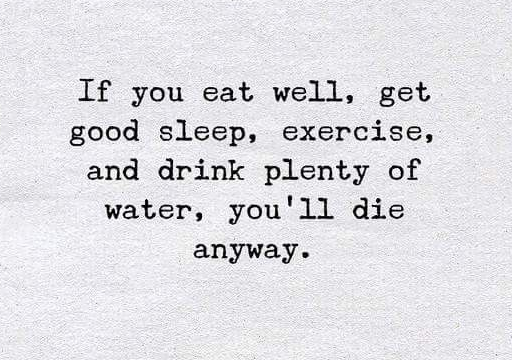 If you eat well, get
good sleep, exercise,
and drink plenty of
water, you'll die
anyway.